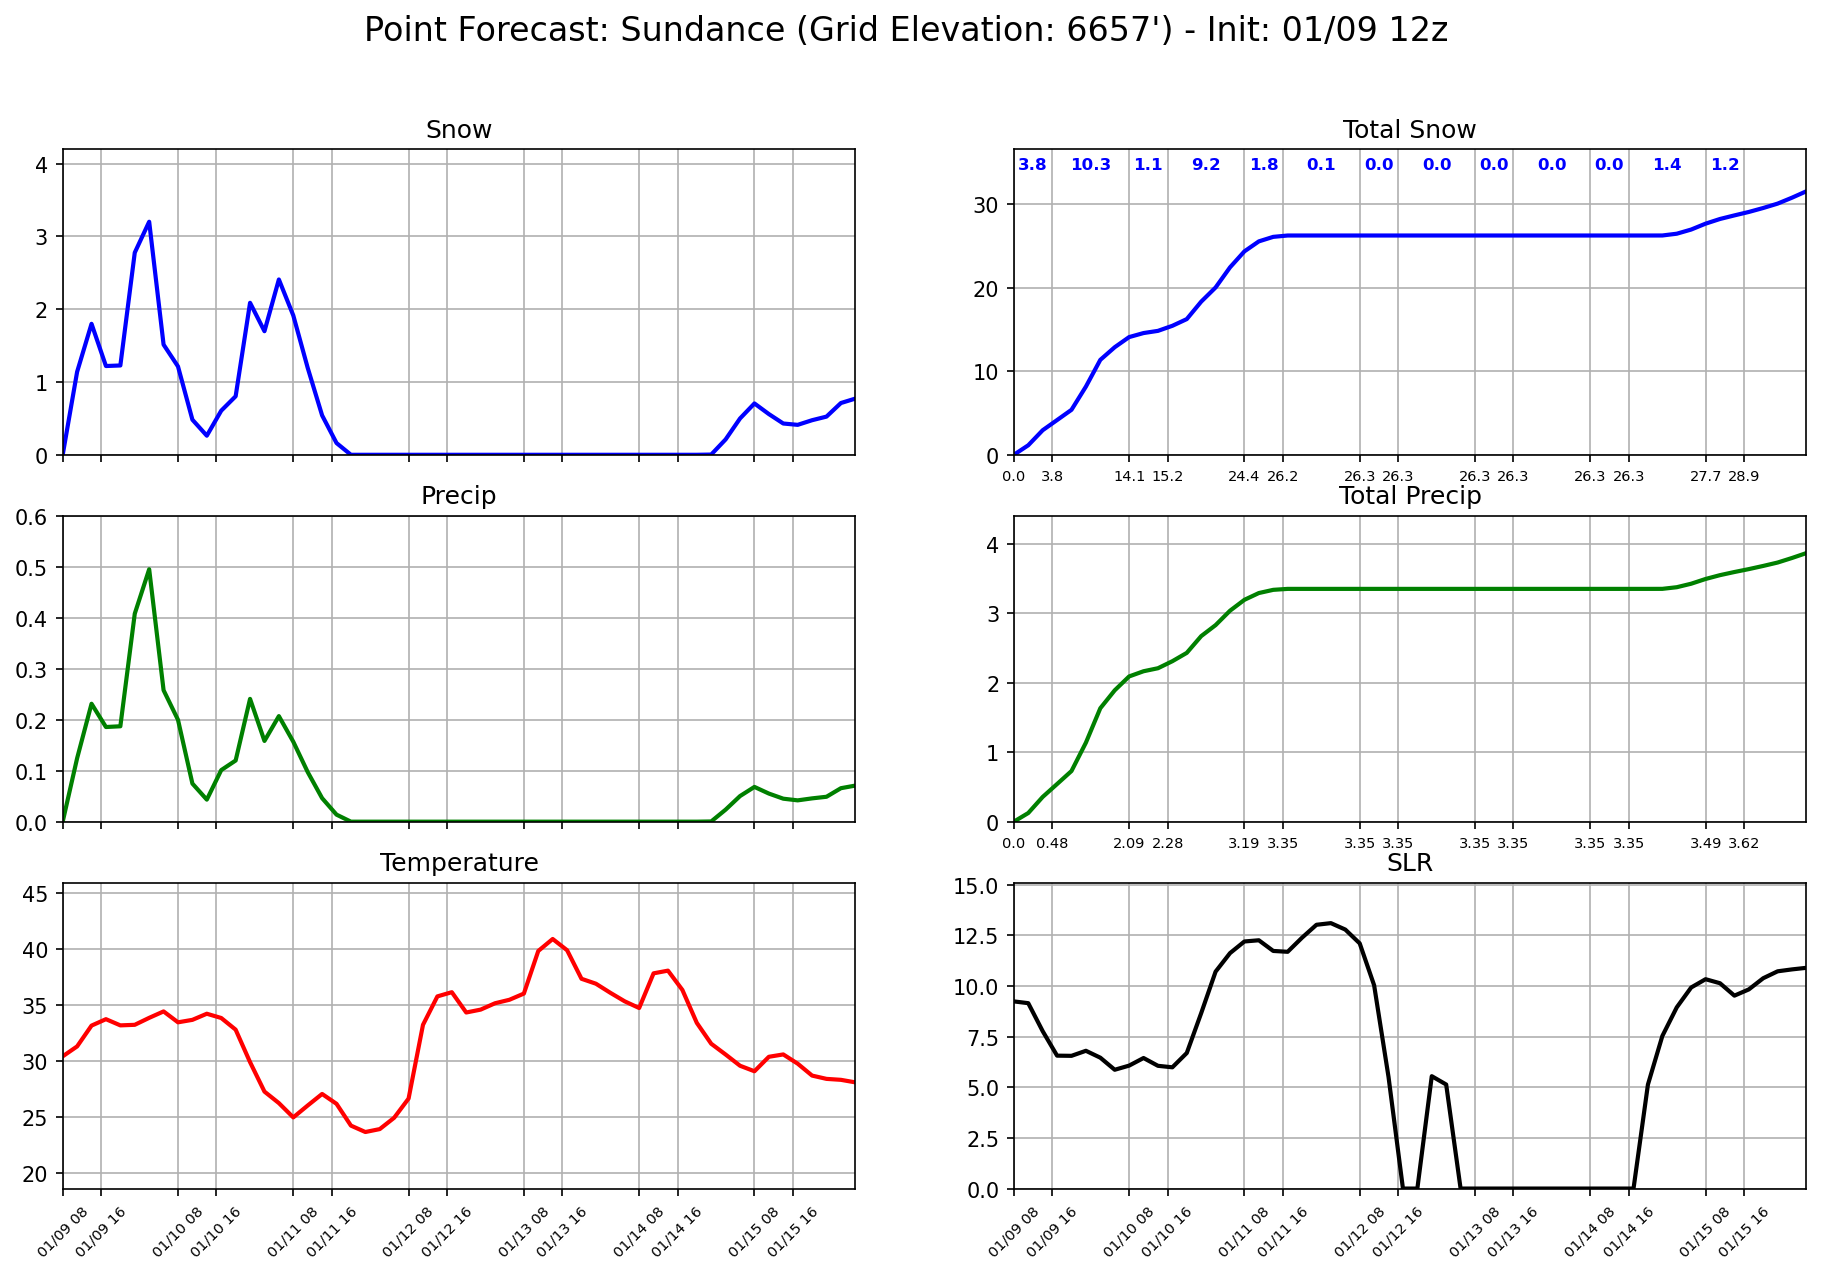 Point Forecast: Sundance (Grid Elevation: 6657') - Init: 01/09 12z
Snow
4
3
2
1
0
Total Snow
3.8 10.3 1.1 9.2 1.8 0.1 0.0 0.0 0.0 0.0 0.0 1.4 1.2
30
20
10
0
0.0 3.8 14.1 15.2 24.4 26.2 26.3 26.3 26.3 26.3 26.3 26.3 27.7 28.9
Precip
0.6
0.5
0.4
0.3
0.2
0.1
0.0
Total Precip
4
3
2
1
0
0.0 0.48 2.09 2.28 3.19 3.35 3.35 3.35 3.35 3.35 3.35 3.35 3.49 3.62
Temperature
45
40
35
30
25
20
01/09 08 01/09 16 01/10 08 01/10 16 01/11 08 01/11 16 01/12 08 01/12 16 01/13 08 01/13 16 01/14 08 01/14 16 01/15 08 01/15 16
SLR
15.0
12.5
10.0
7.5
5.0
2.5
0.0
01/09 08 01/09 16 01/10 08 01/10 16 01/11 08 01/11 16 01/12 08 01/12 16 01/13 08 01/13 16 01/14 08 01/14 16 01/15 08 01/15 16